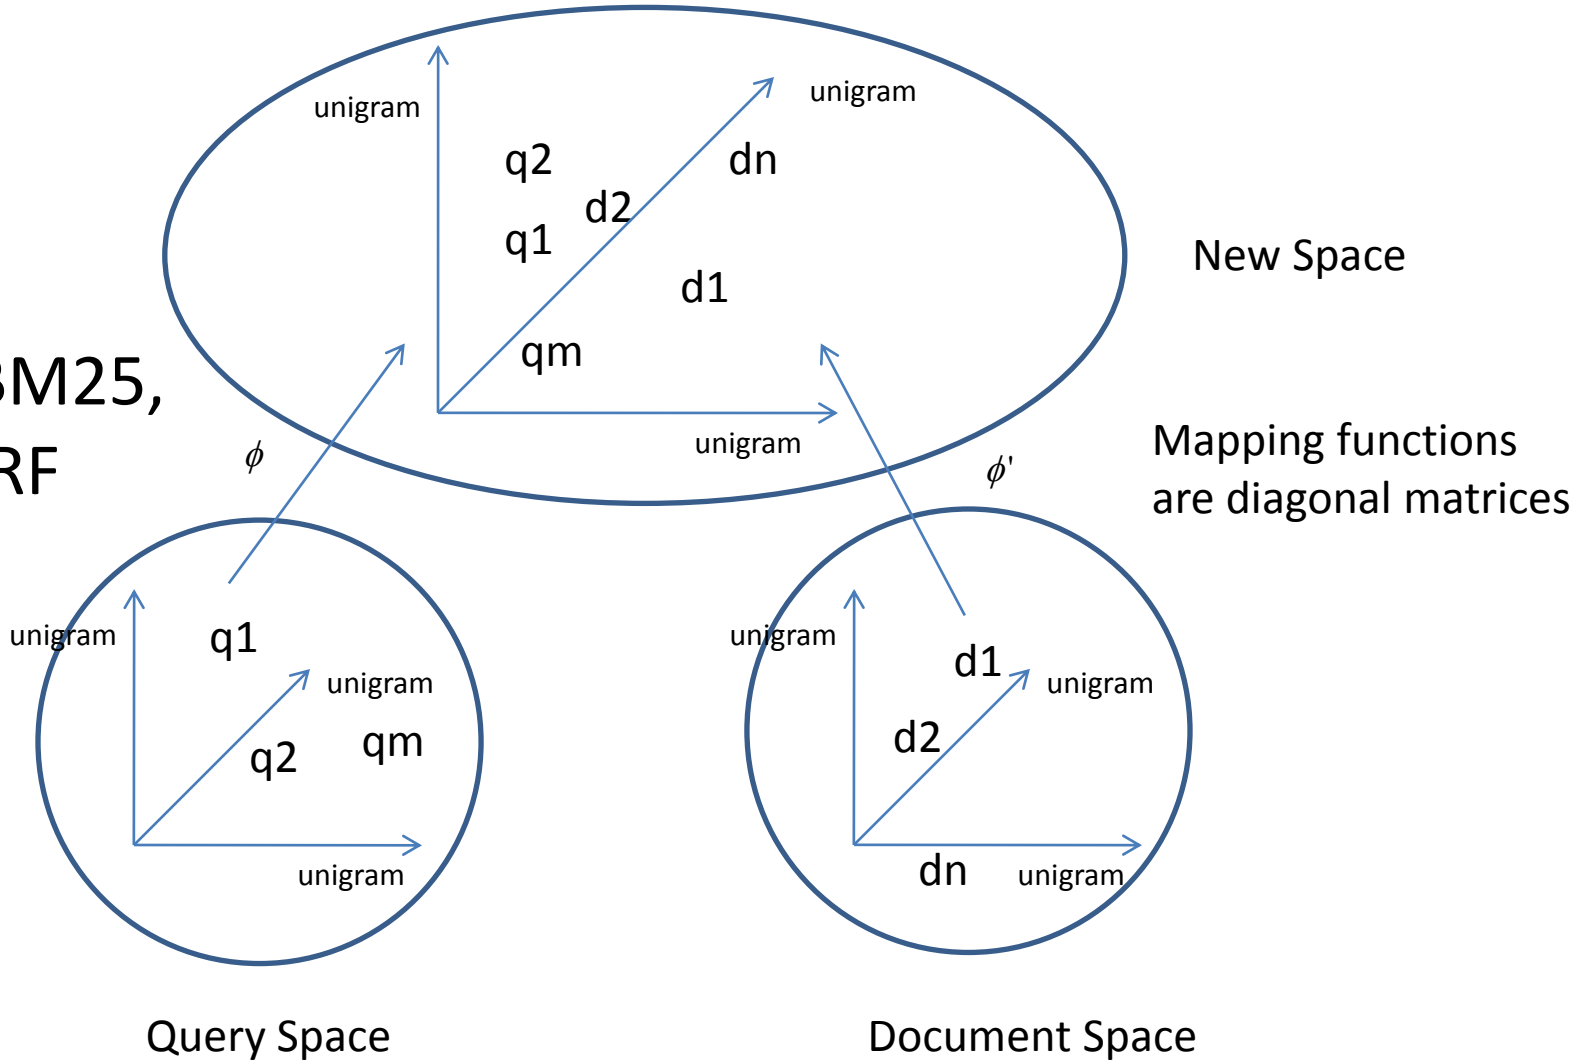 unigram
unigram
q2
dn
d2
q1
d1
qm
unigram
New Space
BM25,
RF
ϕ
ϕ'
Mapping functions
are diagonal matrices
unigram
q1
unigram
q2
qm
unigram
unigram
d1
unigram
d2
dn
unigram
Query Space
Document Space